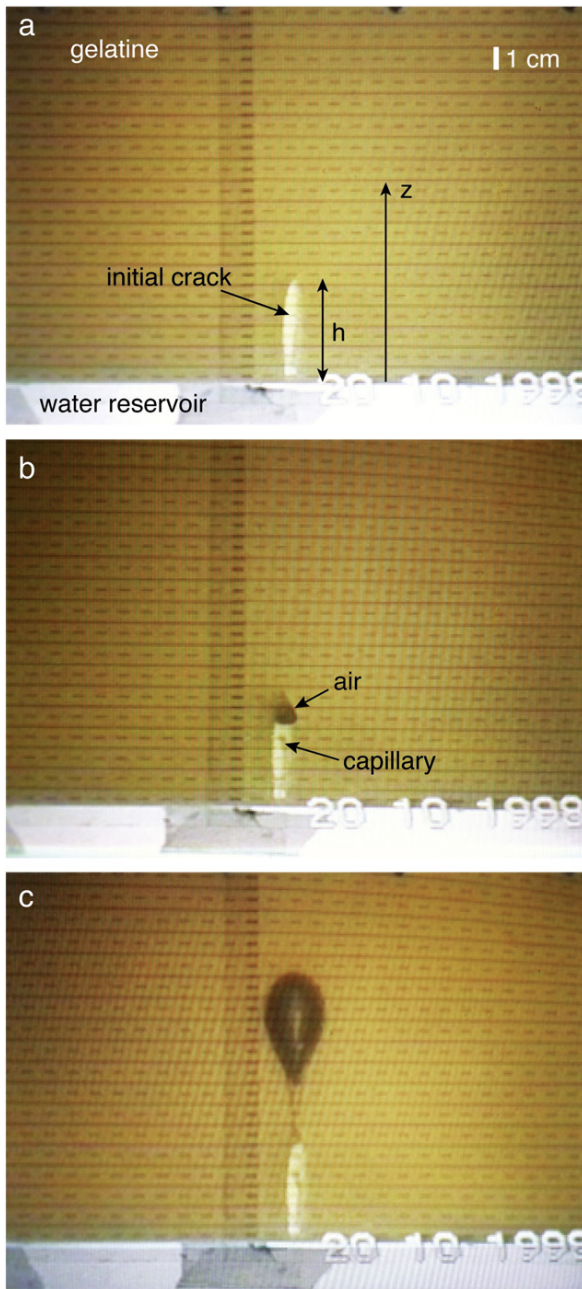 a
gelatine
1 cm
z
initial crack
h
20 10 1998
water reservoir
b
air
capillary
20 10 1998
c
20 10 1998